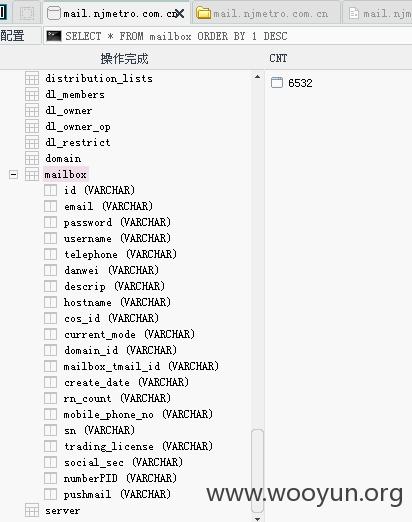 mail.njmetro.com.cn
mail.njmetro.com.cn
mail.nj
配置
SELECT * FROM mailbox ORDER BY 1 DESC
操作完成
CNT
distribution_lists
6532
dl_members
dl_owner
dl_owner_op
dl_restrict
domain
mailbox
id (VARCHAR)
email (VARCHAR)
password (VARCHAR)
username (VARCHAR)
telephone (VARCHAR)
danwei (VARCHAR)
descrip (VARCHAR)
hostname (VARCHAR)
cos_id (VARCHAR)
current_mode (VARCHAR)
domain_id (VARCHAR)
mailbox_tmail_id (VARCHAR)
create_date (VARCHAR)
rn_count (VARCHAR)
mobile_phone_no (VARCHAR)
sn (VARCHAR)
trading_license (VARCHAR)
social_sec (VARCHAR)
numberPID (VARCHAR)
pushmail (VARCHAR)
server
www.wooyun.org